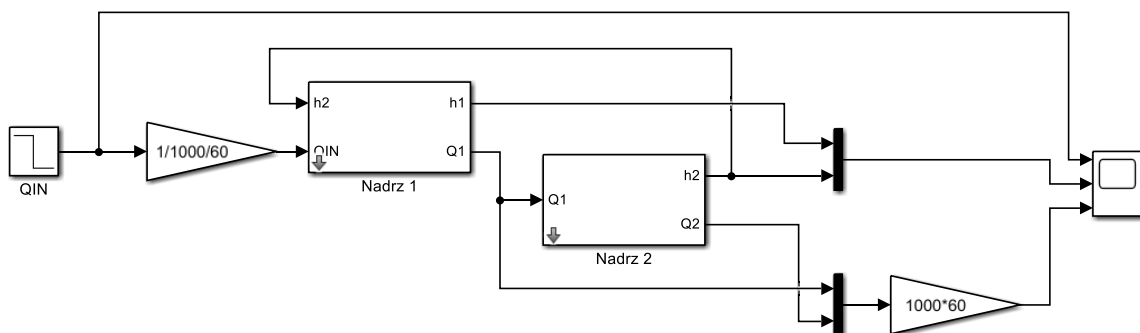 QIN
1/1000/60
h2
QIN
h1
Q1
Nadrz 1
Q1
h2
Q2
Nadrz 2
1000*60